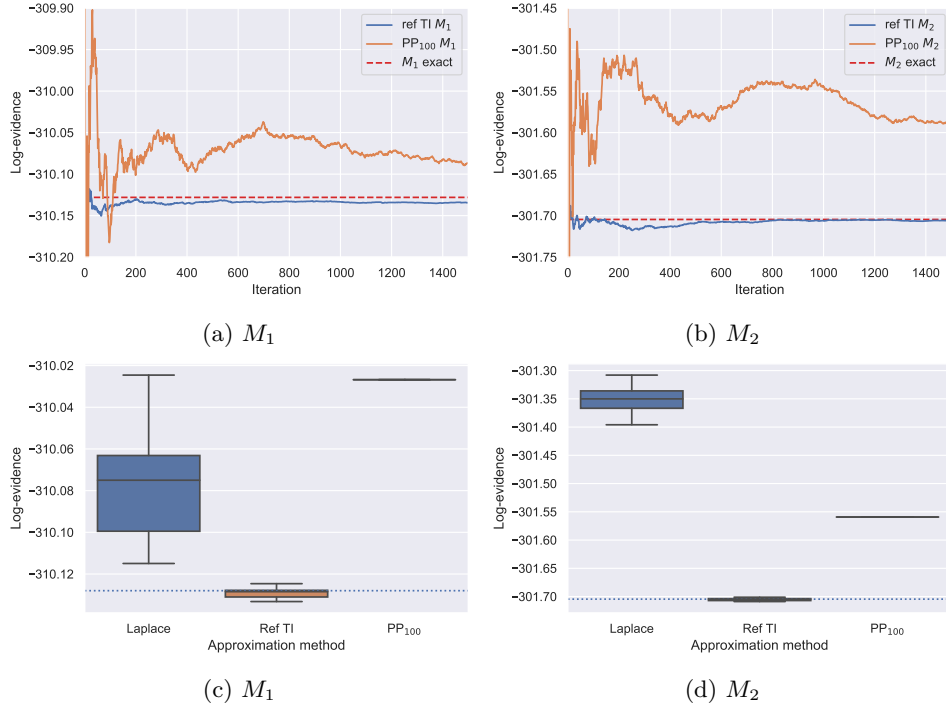 −309.90
−309.95
−310.00
−310.05
−310.10
−310.15
−310.20
Log-evidence
0
200
400
600
800
1000
1200
1400
Iteration
ref TI M₁
PP₁₀₀ M₁
M₁ exact
(a) M₁
−301.45
−301.50
−301.55
−301.60
−301.65
−301.70
−301.75
Log-evidence
0
200
400
600
800
1000
1200
1400
Iteration
ref TI M₂
PP₁₀₀ M₂
M₂ exact
(b) M₂
−310.02
−310.04
−310.06
−310.08
−310.10
−310.12
Log-evidence
Laplace
Ref TI
PP₁₀₀
Approximation method
(c) M₁
−301.30
−301.35
−301.40
−301.45
−301.50
−301.55
−301.60
−301.65
−301.70
Log-evidence
Laplace
Ref TI
PP₁₀₀
Approximation method
(d) M₂